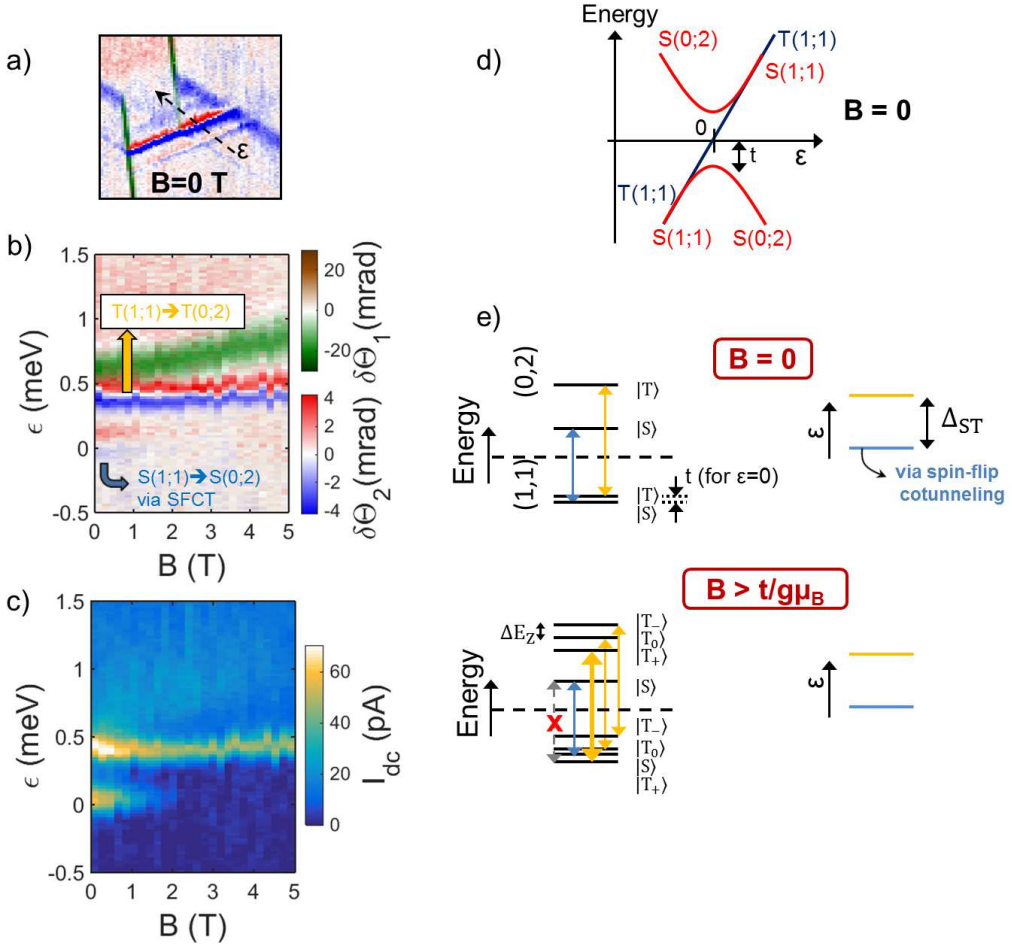 a)
ε
B=0 T
b)
1.5
1
0.5
0
-0.5
ϵ (meV)
T(1;1)➔T(0;2)
S(1;1)➔S(0;2)
via SFCT
0 1 2 3 4 5
B (T)
20
0
-20
δΘ₁ (mrad)
4
2
0
-2
-4
δΘ₂ (mrad)
c)
1.5
1
0.5
0
-0.5
ϵ (meV)
0 1 2 3 4 5
B (T)
60
40
20
0
I_dc (pA)
d)
Energy
S(0;2)
T(1;1)
S(1;1)
B = 0
0
ε
t
T(1;1)
S(1;1)
S(0;2)
e)
B = 0
(0,2)
|T⟩
|S⟩
Energy
(1,1)
|T⟩
|S⟩
t (for ε=0)
ε
Δ_ST
via spin-flip
cotunneling
B > t/gμ_B
ΔE_Z
|T₋⟩
|T₀⟩
|T₊⟩
|S⟩
Energy
X
|T₋⟩
|T₀⟩
|S⟩
|T₊⟩
ε